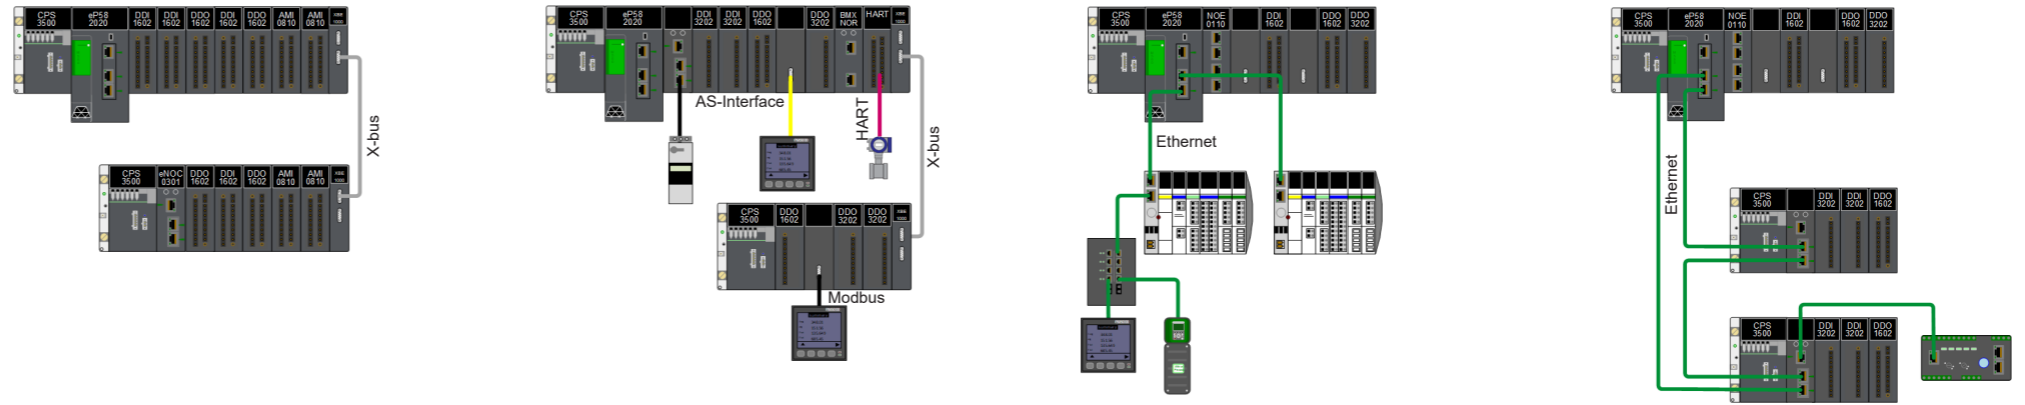 CPS 3500 eP58 2020 DDI 1602 DDO 1602 DDI 1602 DDO 1602 DDO 1602 AMI 0810 AMI 0810
X-bus
CPS 3500 eNOC 0301 DDO 1602 DDI 1602 DDO 1602 AMI 0810 AMI 0810
CPS 3500 eP58 2020 DDI 3202 DDI 3202 DDO 1602 DDO 3202 BMX NOR HART
AS-Interface
HART
X-bus
CPS 3500 DDO 1602 DDO 3202 DDO 3202
Modbus
CPS 3500 eP58 2020 NOE 0110 DDI 1602 DDO 1602 DDO 3202
Ethernet
CPS 3500 eP58 2020 NOE 0110 DDI 1602 DDO 1602 DDO 3202
Ethernet
CPS 3500 DDI 3202 DDI 3202 DDO 1602
CPS 3500 DDI 3202 DDI 3202 DDO 1602